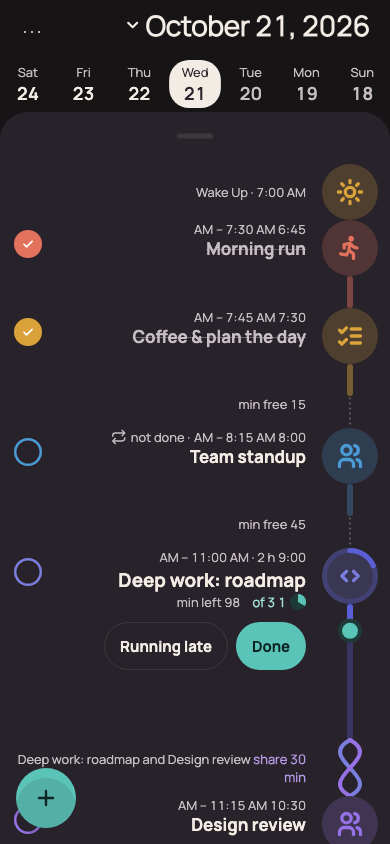 ...
October 21, 2026
Sat Fri Thu Wed Tue Mon Sun
24 23 22 21 20 19 18
Wake Up · 7:00 AM
AM – 7:30 AM 6:45
Morning run
AM – 7:45 AM 7:30
Coffee & plan the day
min free 15
not done · AM – 8:15 AM 8:00
Team standup
min free 45
AM – 11:00 AM · 2 h 9:00
Deep work: roadmap
min left 98 of 3 1
Running late Done
Deep work: roadmap and Design review share 30
min
AM – 11:15 AM 10:30
Design review